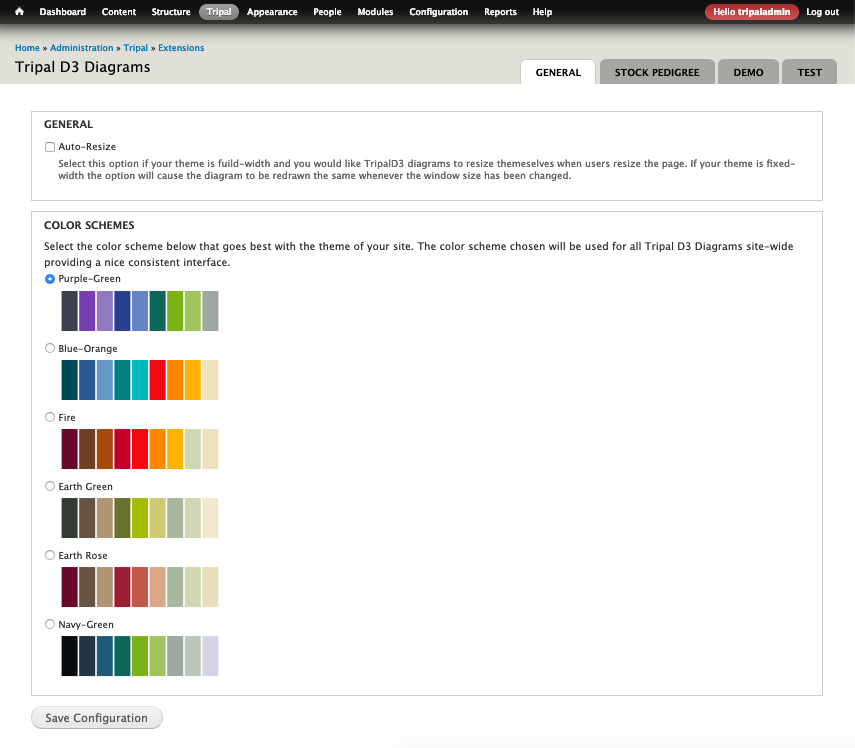 Dashboard Content Structure Tripal Appearance People Modules Configuration Reports Help Hello tripaladmin Log out
Home » Administration » Tripal » Extensions
Tripal D3 Diagrams
GENERAL STOCK PEDIGREE DEMO TEST
GENERAL
Auto-Resize
Select this option if your theme is fuild-width and you would like TripalD3 diagrams to resize themeselves when users resize the page. If your theme is fixed-
width the option will cause the diagram to be redrawn the same whenever the window size has been changed.
COLOR SCHEMES
Select the color scheme below that goes best with the theme of your site. The color scheme chosen will be used for all Tripal D3 Diagrams site-wide
providing a nice consistent interface.
Purple-Green
Blue-Orange
Fire
Earth Green
Earth Rose
Navy-Green
Save Configuration